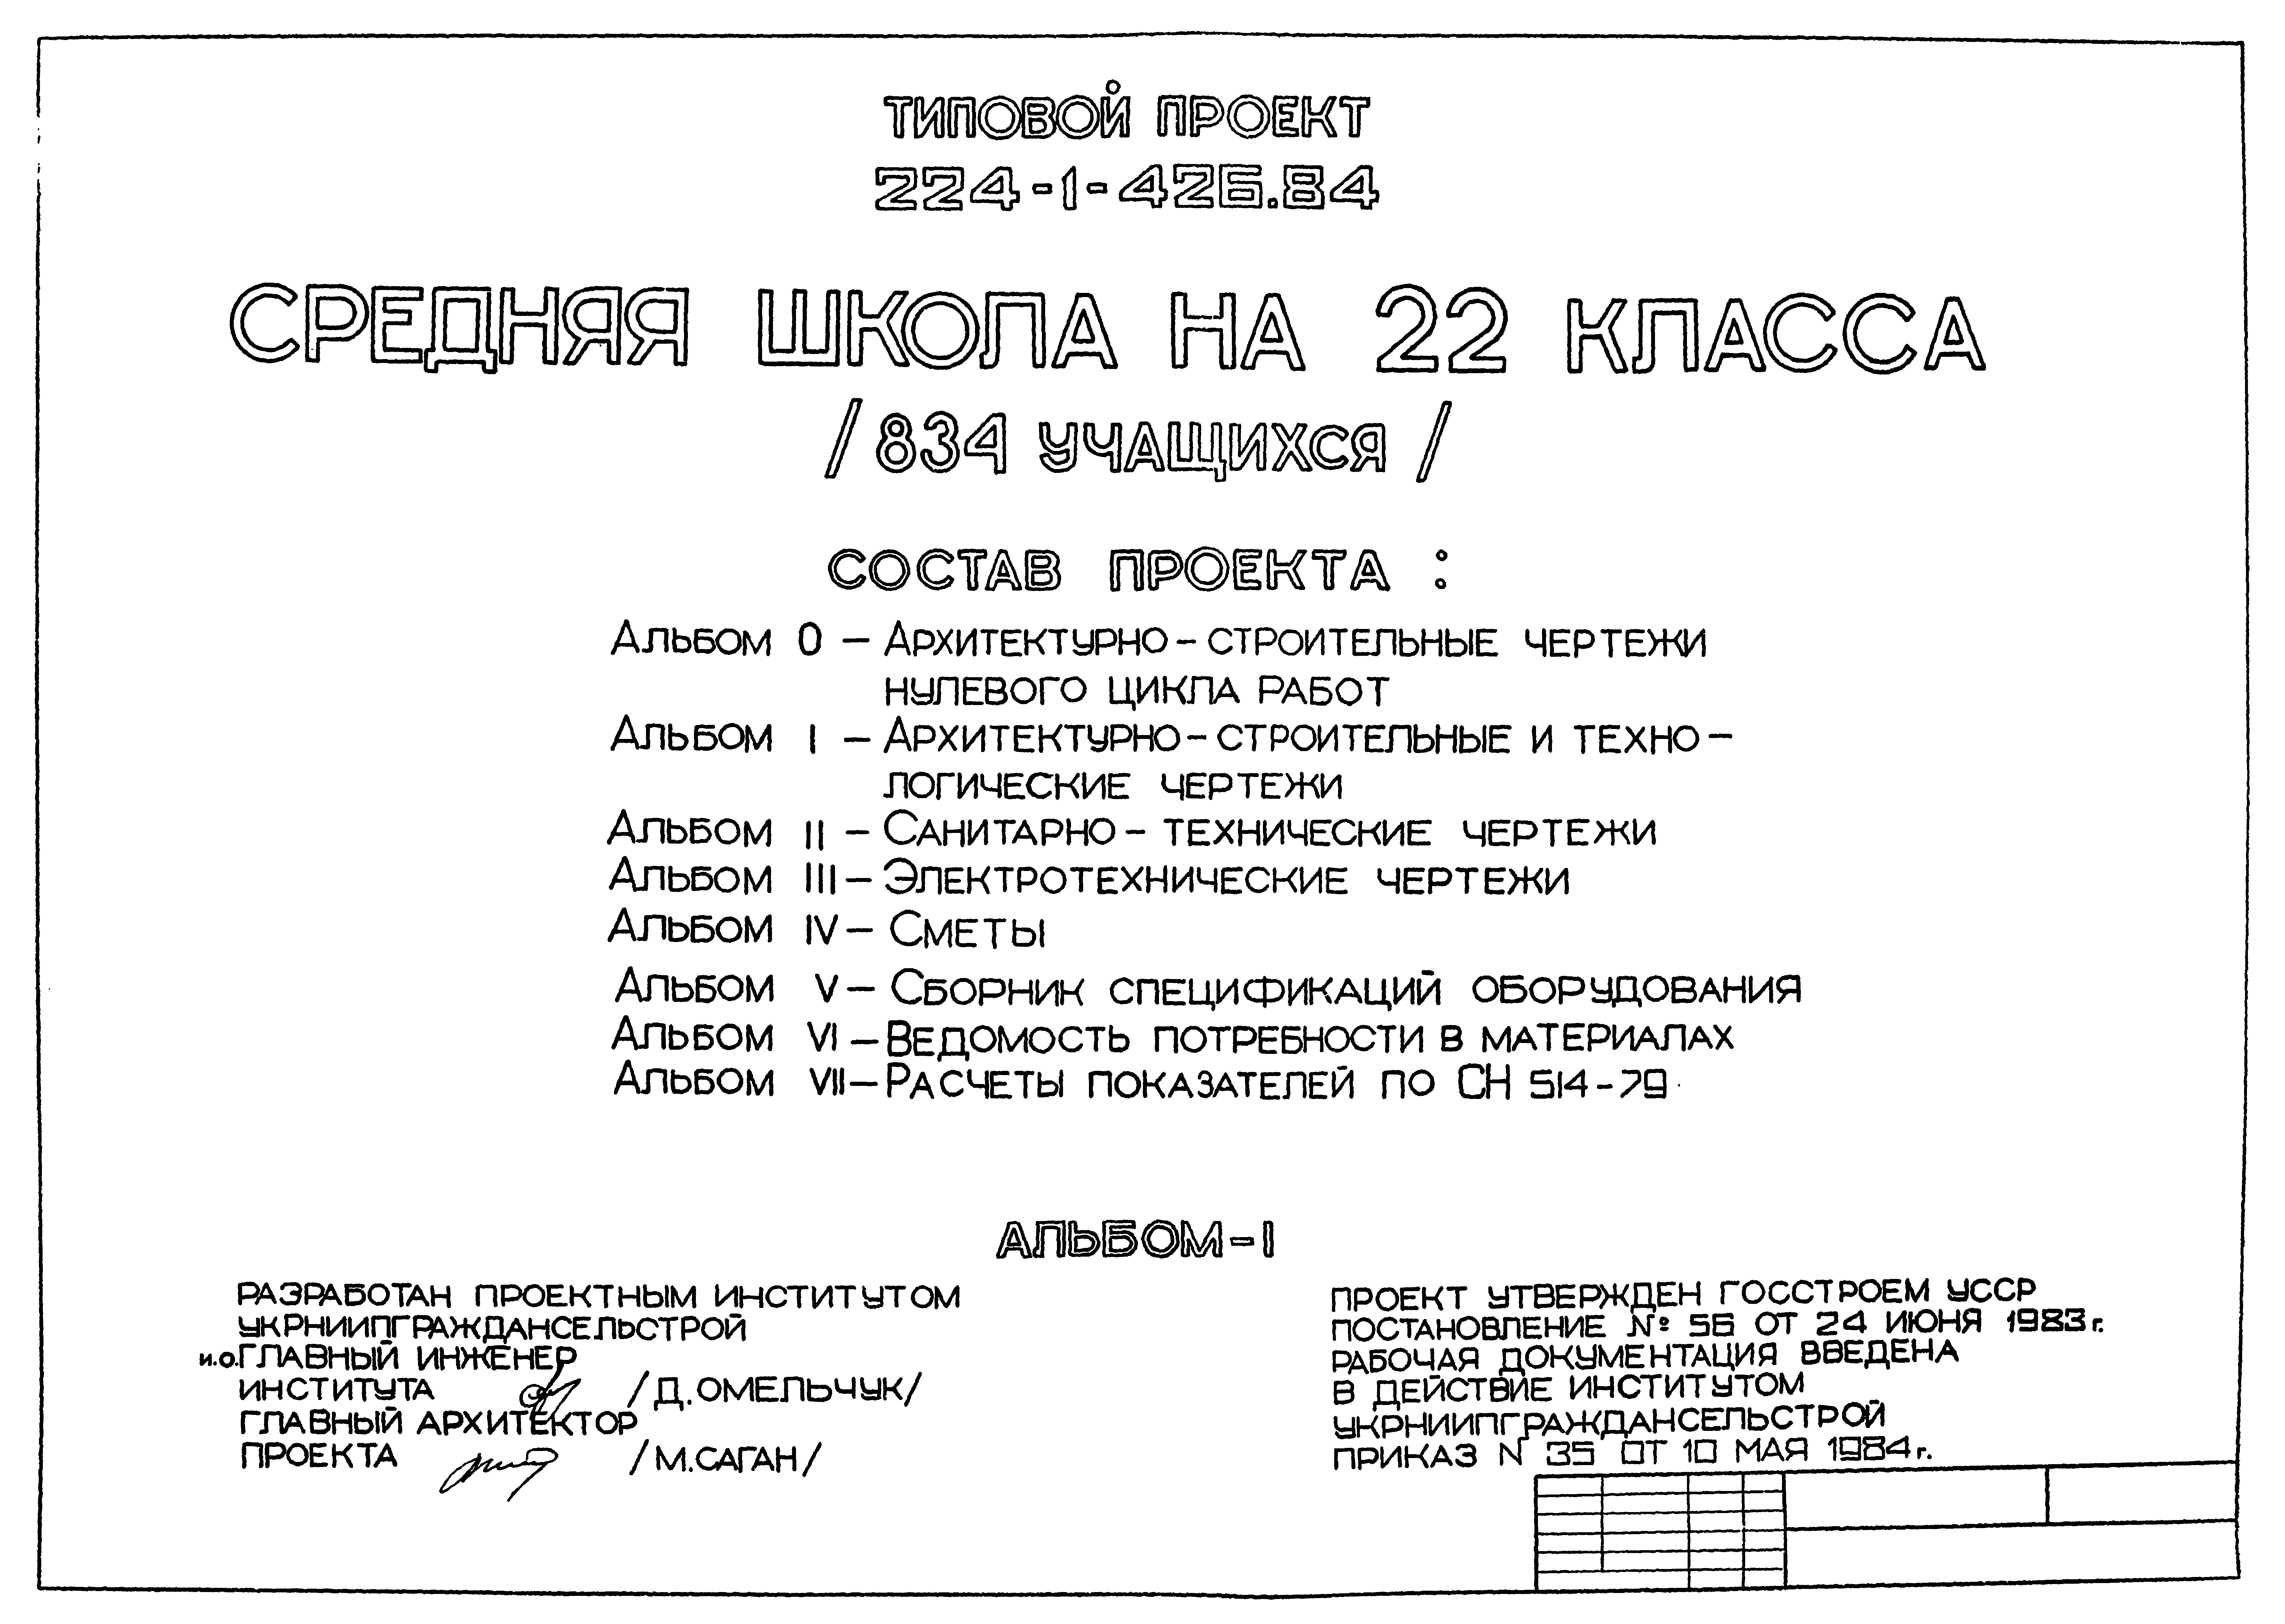 ТИПОВОЙ ПРОЕКТ
224-1-426.84
СРЕДНЯЯ ШКОЛА НА 22 КЛАССА
/ 834 УЧАЩИХСЯ /
СОСТАВ ПРОЕКТА :
АЛЬБОМ 0 – АРХИТЕКТУРНО – СТРОИТЕЛЬНЫЕ ЧЕРТЕЖИ
НУЛЕВОГО ЦИКЛА РАБОТ
АЛЬБОМ I – АРХИТЕКТУРНО – СТРОИТЕЛЬНЫЕ И ТЕХНО –
ЛОГИЧЕСКИЕ ЧЕРТЕЖИ
АЛЬБОМ II – САНИТАРНО – ТЕХНИЧЕСКИЕ ЧЕРТЕЖИ
АЛЬБОМ III – ЭЛЕКТРОТЕХНИЧЕСКИЕ ЧЕРТЕЖИ
АЛЬБОМ IV – СМЕТЫ
АЛЬБОМ V – СБОРНИК СПЕЦИФИКАЦИЙ ОБОРУДОВАНИЯ
АЛЬБОМ VI – ВЕДОМОСТЬ ПОТРЕБНОСТИ В МАТЕРИАЛАХ
АЛЬБОМ VII – РАСЧЕТЫ ПОКАЗАТЕЛЕЙ ПО СН 514-79
АЛЬБОМ-I
РАЗРАБОТАН ПРОЕКТНЫМ ИНСТИТУТОМ
УКРНИИПГРАЖДАНСЕЛЬСТРОЙ
И.О.ГЛАВНЫЙ ИНЖЕНЕР
ИНСТИТУТА /Д.ОМЕЛЬЧУК/
ГЛАВНЫЙ АРХИТЕКТОР
ПРОЕКТА /М.САГАН/
ПРОЕКТ УТВЕРЖДЕН ГОССТРОЕМ УССР
ПОСТАНОВЛЕНИЕ № 56 ОТ 24 ИЮНЯ 1983г.
РАБОЧАЯ ДОКУМЕНТАЦИЯ ВВЕДЕНА
В ДЕЙСТВИЕ ИНСТИТУТОМ
УКРНИИПГРАЖДАНСЕЛЬСТРОЙ
ПРИКАЗ N 35 ОТ 10 МАЯ 1984г.